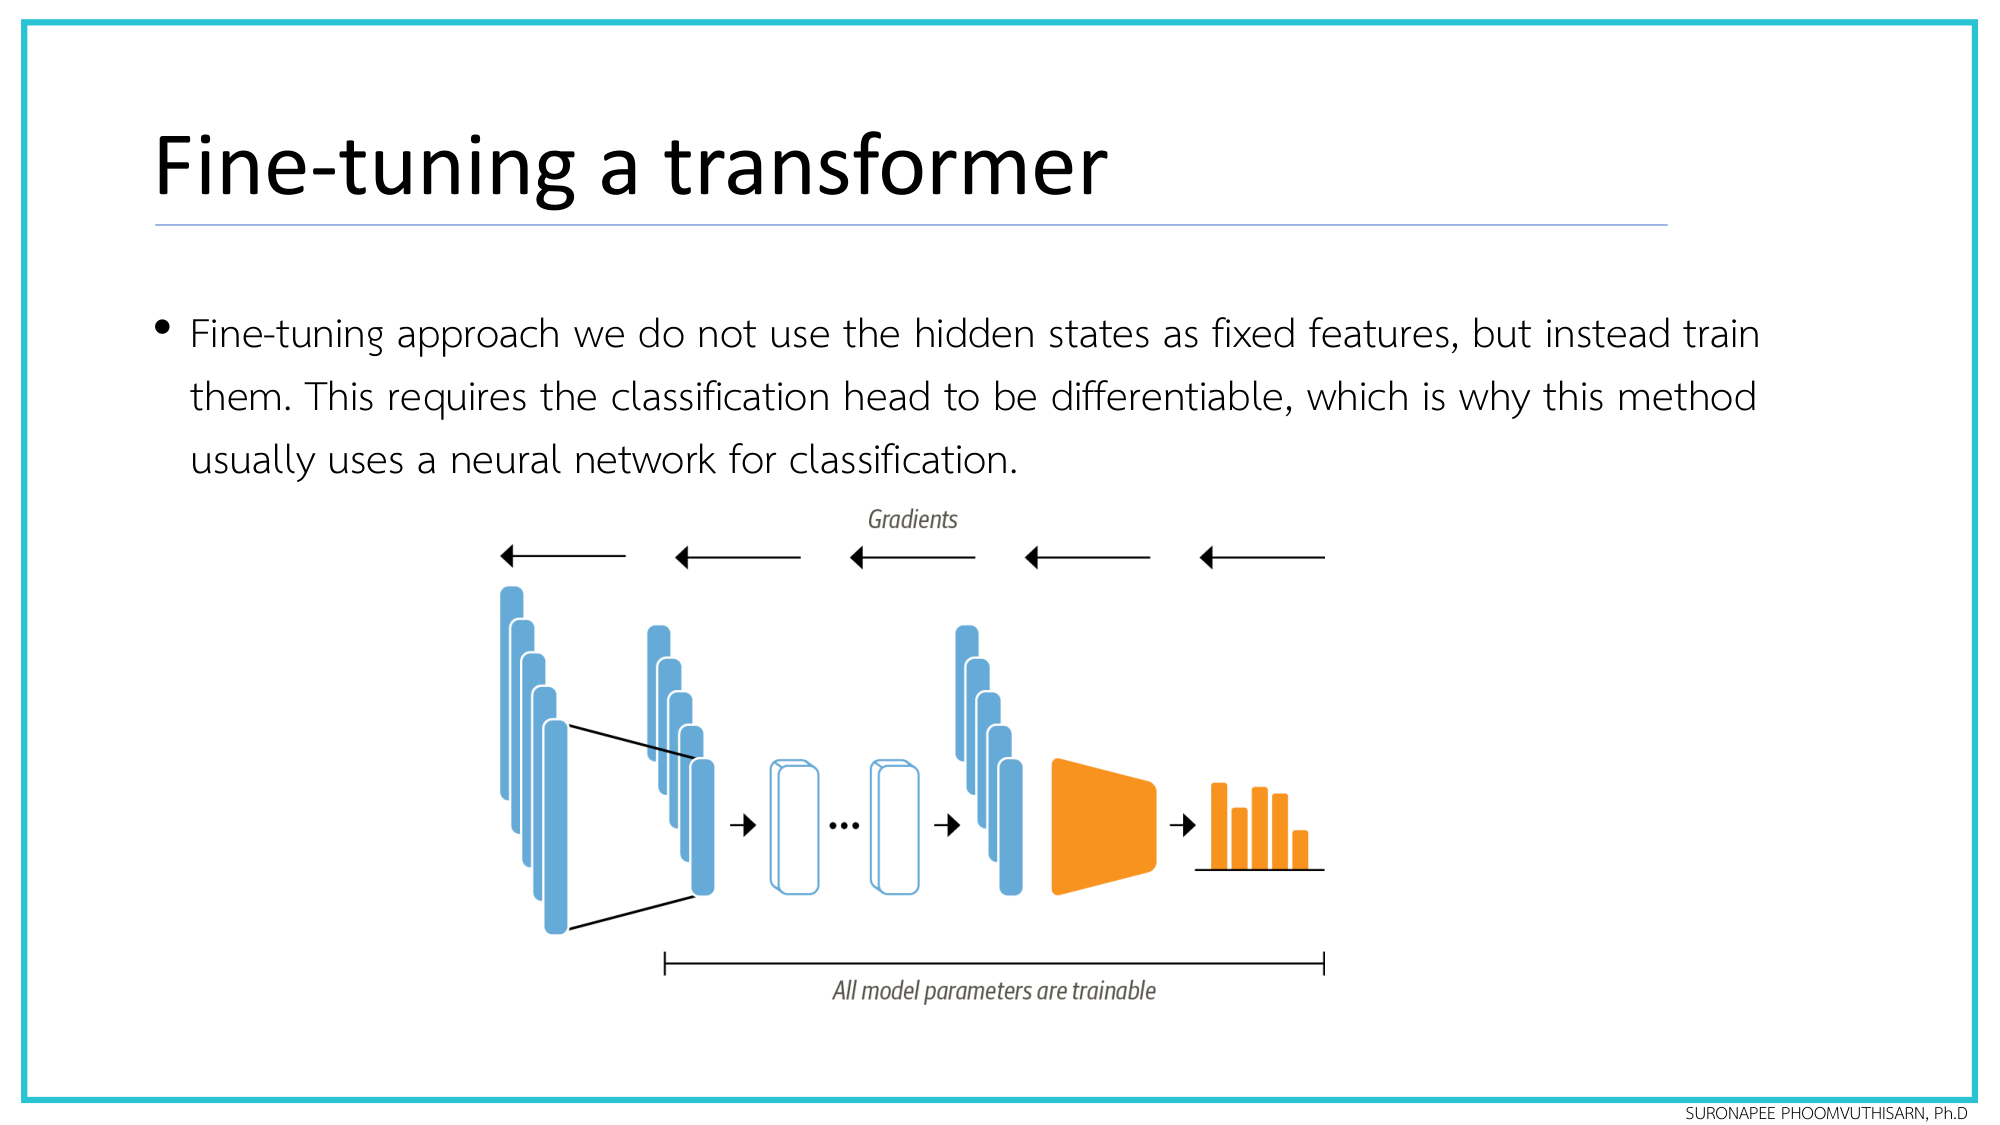 Fine-tuning a transformer
• Fine-tuning approach we do not use the hidden states as fixed features, but instead train
them. This requires the classification head to be differentiable, which is why this method
usually uses a neural network for classification.
Gradients
...
All model parameters are trainable
SURONAPEE PHOOMVUTHISARN, Ph.D